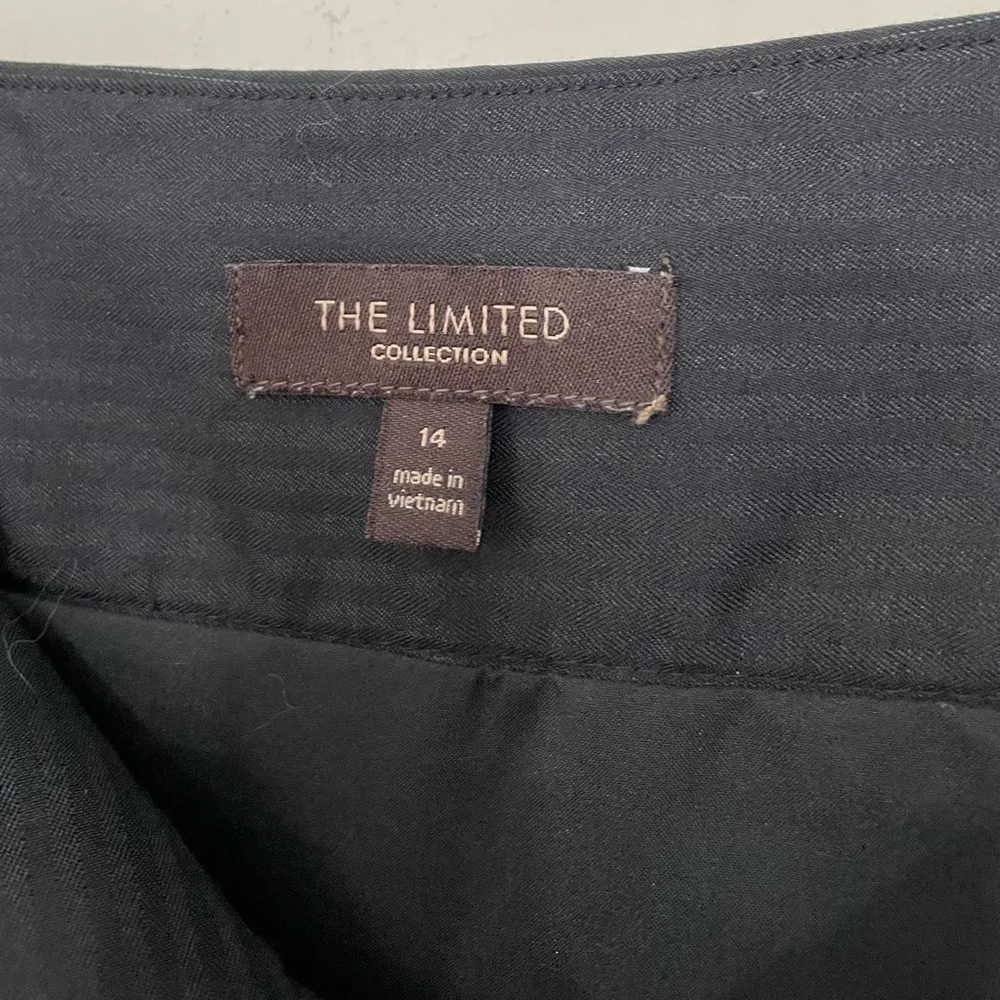 THE LIMITED
COLLECTION
14
made in
vietnam